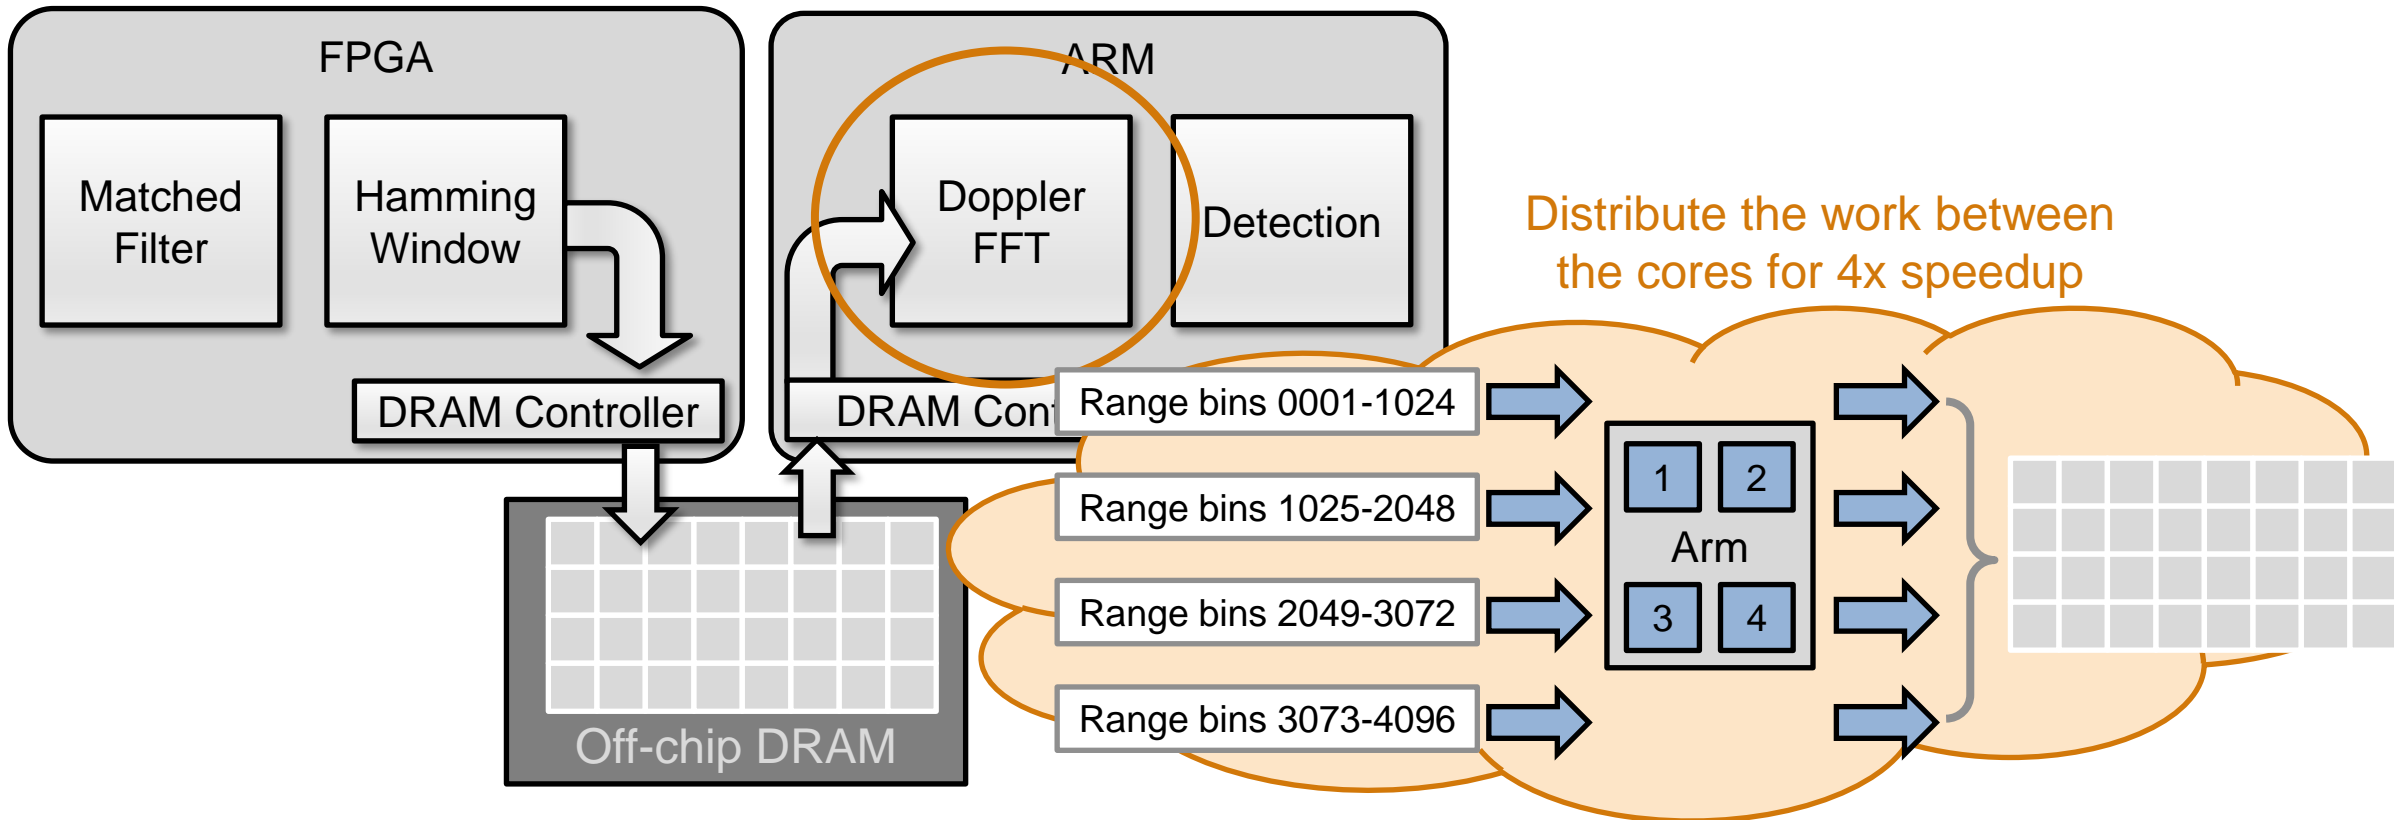 FPGA
Matched
Filter
Hamming
Window
DRAM Controller
ARM
Doppler
FFT
Detection
DRAM Cont
Off-chip DRAM
Distribute the work between
the cores for 4x speedup
Range bins 0001-1024
Range bins 1025-2048
Range bins 2049-3072
Range bins 3073-4096
1 2
Arm
3 4